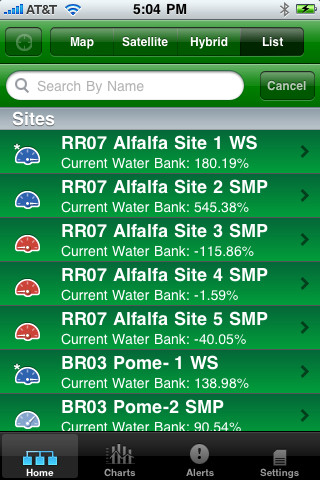 AT&T 5:04 PM
Map Satellite Hybrid List
Search By Name Cancel
Sites
RR07 Alfalfa Site 1 WS
Current Water Bank: 180.19%
RR07 Alfalfa Site 2 SMP
Current Water Bank: 545.38%
RR07 Alfalfa Site 3 SMP
Current Water Bank: -115.86%
RR07 Alfalfa Site 4 SMP
Current Water Bank: -1.59%
RR07 Alfalfa Site 5 SMP
Current Water Bank: -40.05%
BR03 Pome- 1 WS
Current Water Bank: 138.98%
BR03 Pome-2 SMP
Current Water Bank: 90.54%
Home Charts Alerts Settings